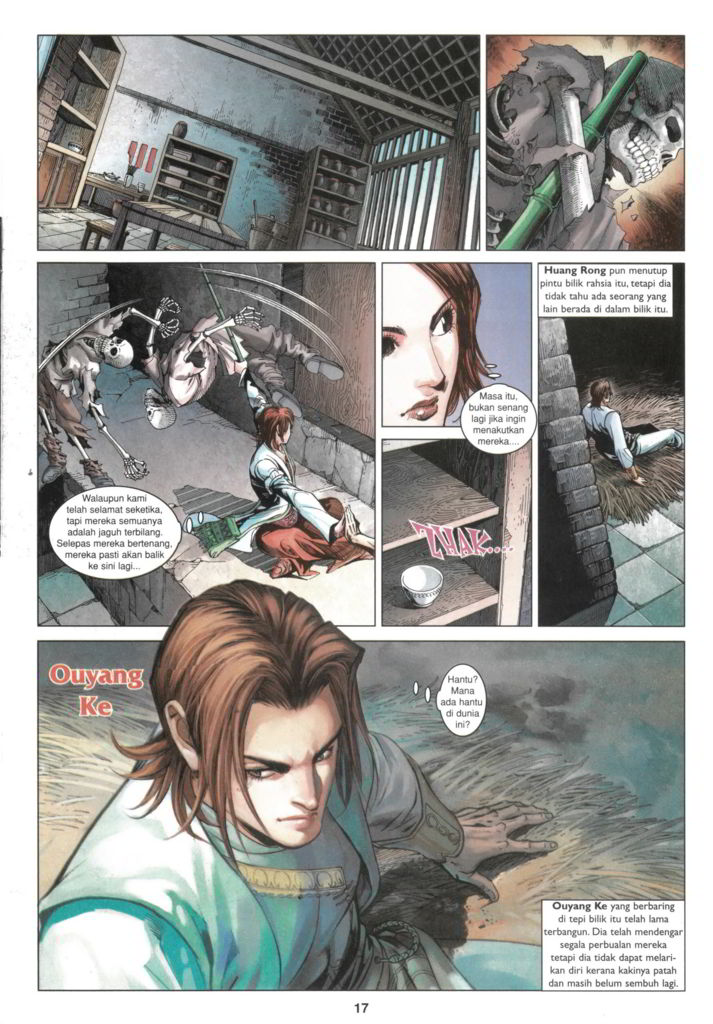 Huang Rong pun menutup
pintu bilik rahsia itu, tetapi dia
tidak tahu ada seorang yang
lain berada di dalam bilik itu.
Walaupun kami
telah selamat seketika,
tapi mereka semuanya
adalah jaguh terbilang.
Selepas mereka bertenang,
mereka pasti akan balik
ke sini lagi...
Masa itu,
bukan senang
lagi jika ingin
menakutkan
mereka....
ZHAK....
Ouyang
Ke
Hantu?
Mana
ada hantu
di dunia
ini?
Ouyang Ke yang berbaring
di tepi bilik itu telah lama
terbangun. Dia telah mendengar
segala perbualan mereka
tetapi dia tidak dapat melari-
kan diri kerana kakinya patah
dan masih belum sembuh lagi.
17